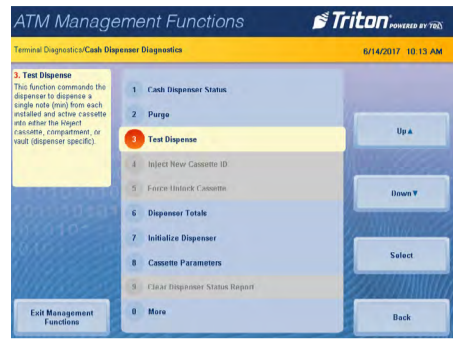 ATM Management Functions
Triton® POWERED BY TDL
Terminal Diagnostics/Cash Dispenser Diagnostics
6/14/2017 10:13 AM
3. Test Dispense
This function commands the
dispenser to dispense a
single note (min) from each
installed and active cassette
into either the Reject
cassette, compartment, or
vault (dispenser specific).
1 Cash Dispenser Status
2 Purge
3 Test Dispense
4 Inject New Cassette ID
5 Force Unlock Cassette
6 Dispenser Totals
7 Initialize Dispenser
8 Cassette Parameters
9 Clear Dispenser Status Report
0 More
Up▲
Down▼
Select
Back
Exit Management
Functions